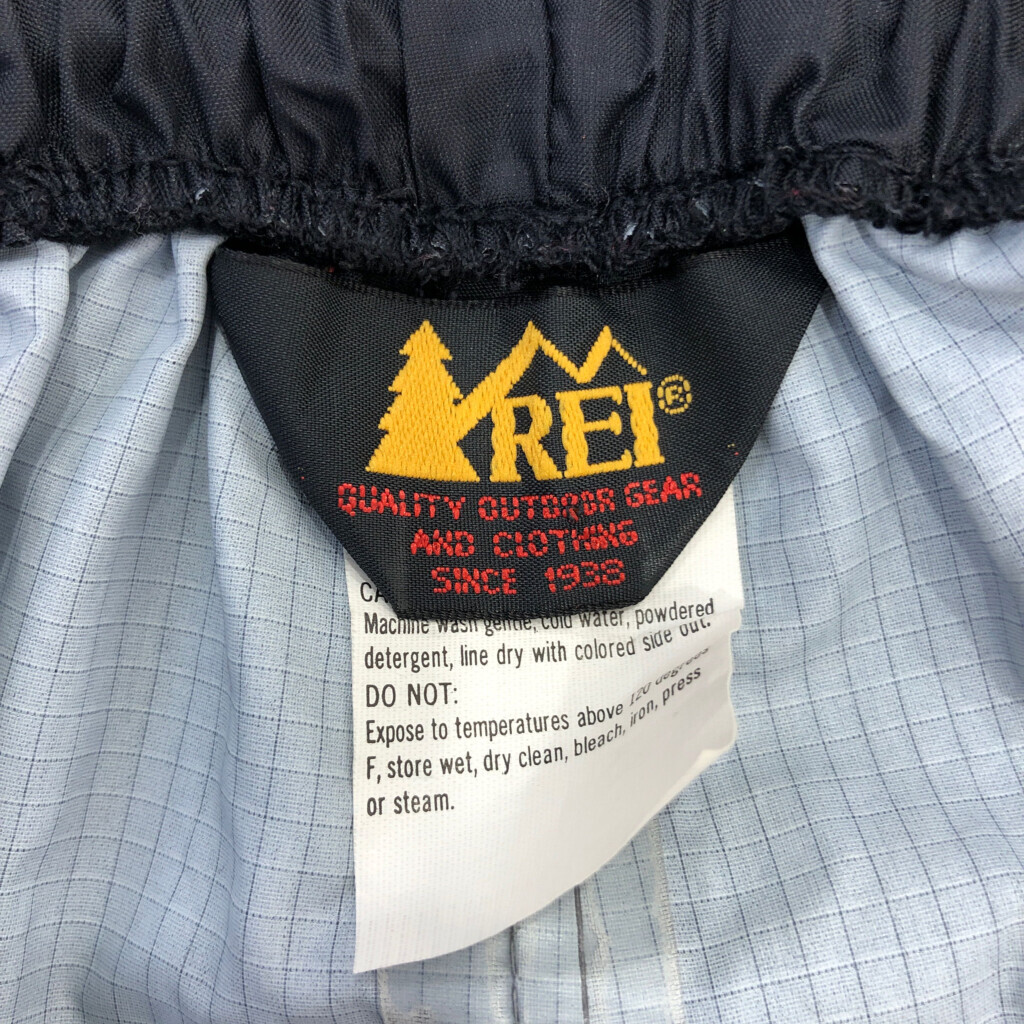 REI®
QUALITY OUTDOOR GEAR
AND CLOTHING
SINCE 1938
CA
Machine wash gentle, cold water, powdered
detergent, line dry with colored side out.
DO NOT:
Expose to temperatures above 120 degrees
F, store wet, dry clean, bleach, iron, press
or steam.